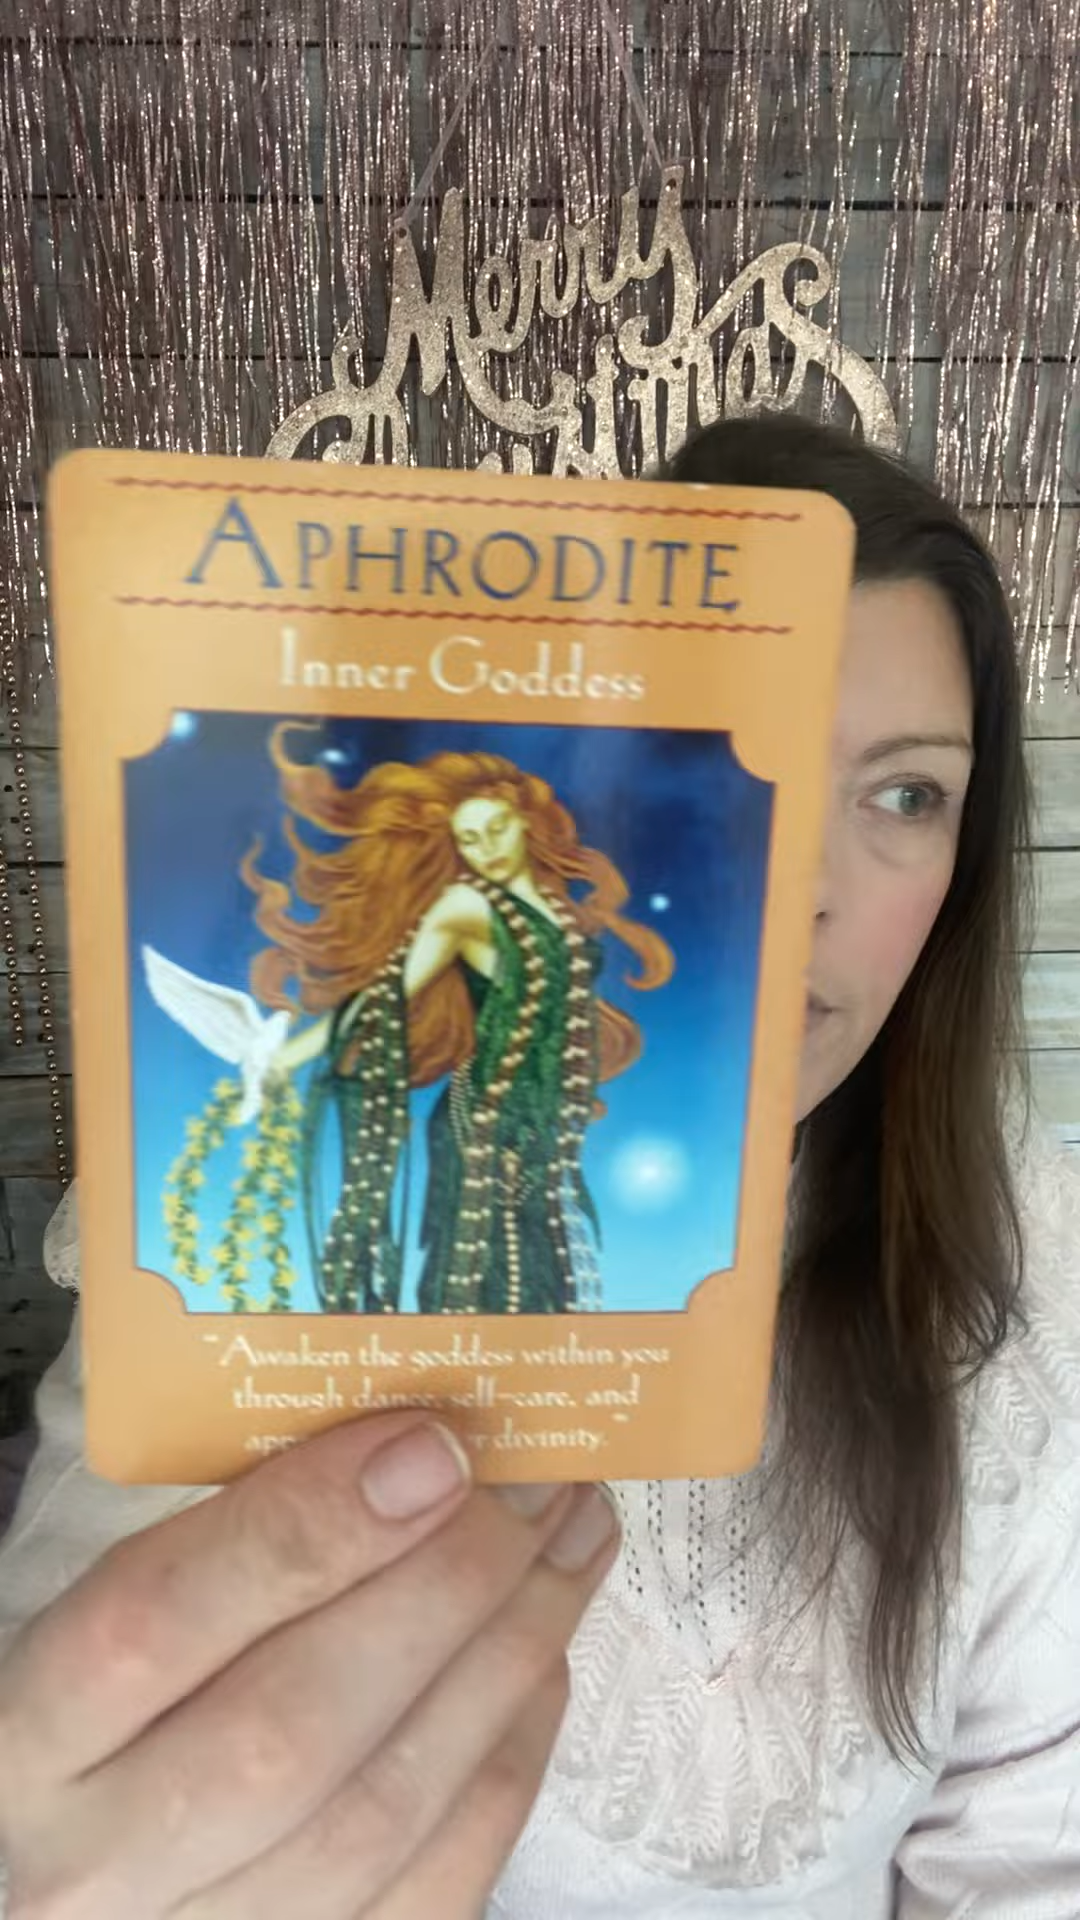 Merry
Christmas
APHRODITE
Inner Goddess
"Awaken the goddess within you
through dance, self-care, and
divinity."